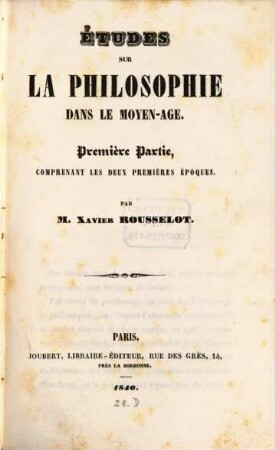 ÉTUDES
SUR
LA PHILOSOPHIE
DANS LE MOYEN-AGE.
Première Partie,
COMPRENANT LES DEUX PREMIÈRES ÉPOQUES.
PAR
M. XAVIER ROUSSELOT.
PARIS,
JOUBERT, LIBRAIRE-ÉDITEUR, RUE DES GRÈS, 14,
PRÈS LA SORBONNE.
1840.
28. D.